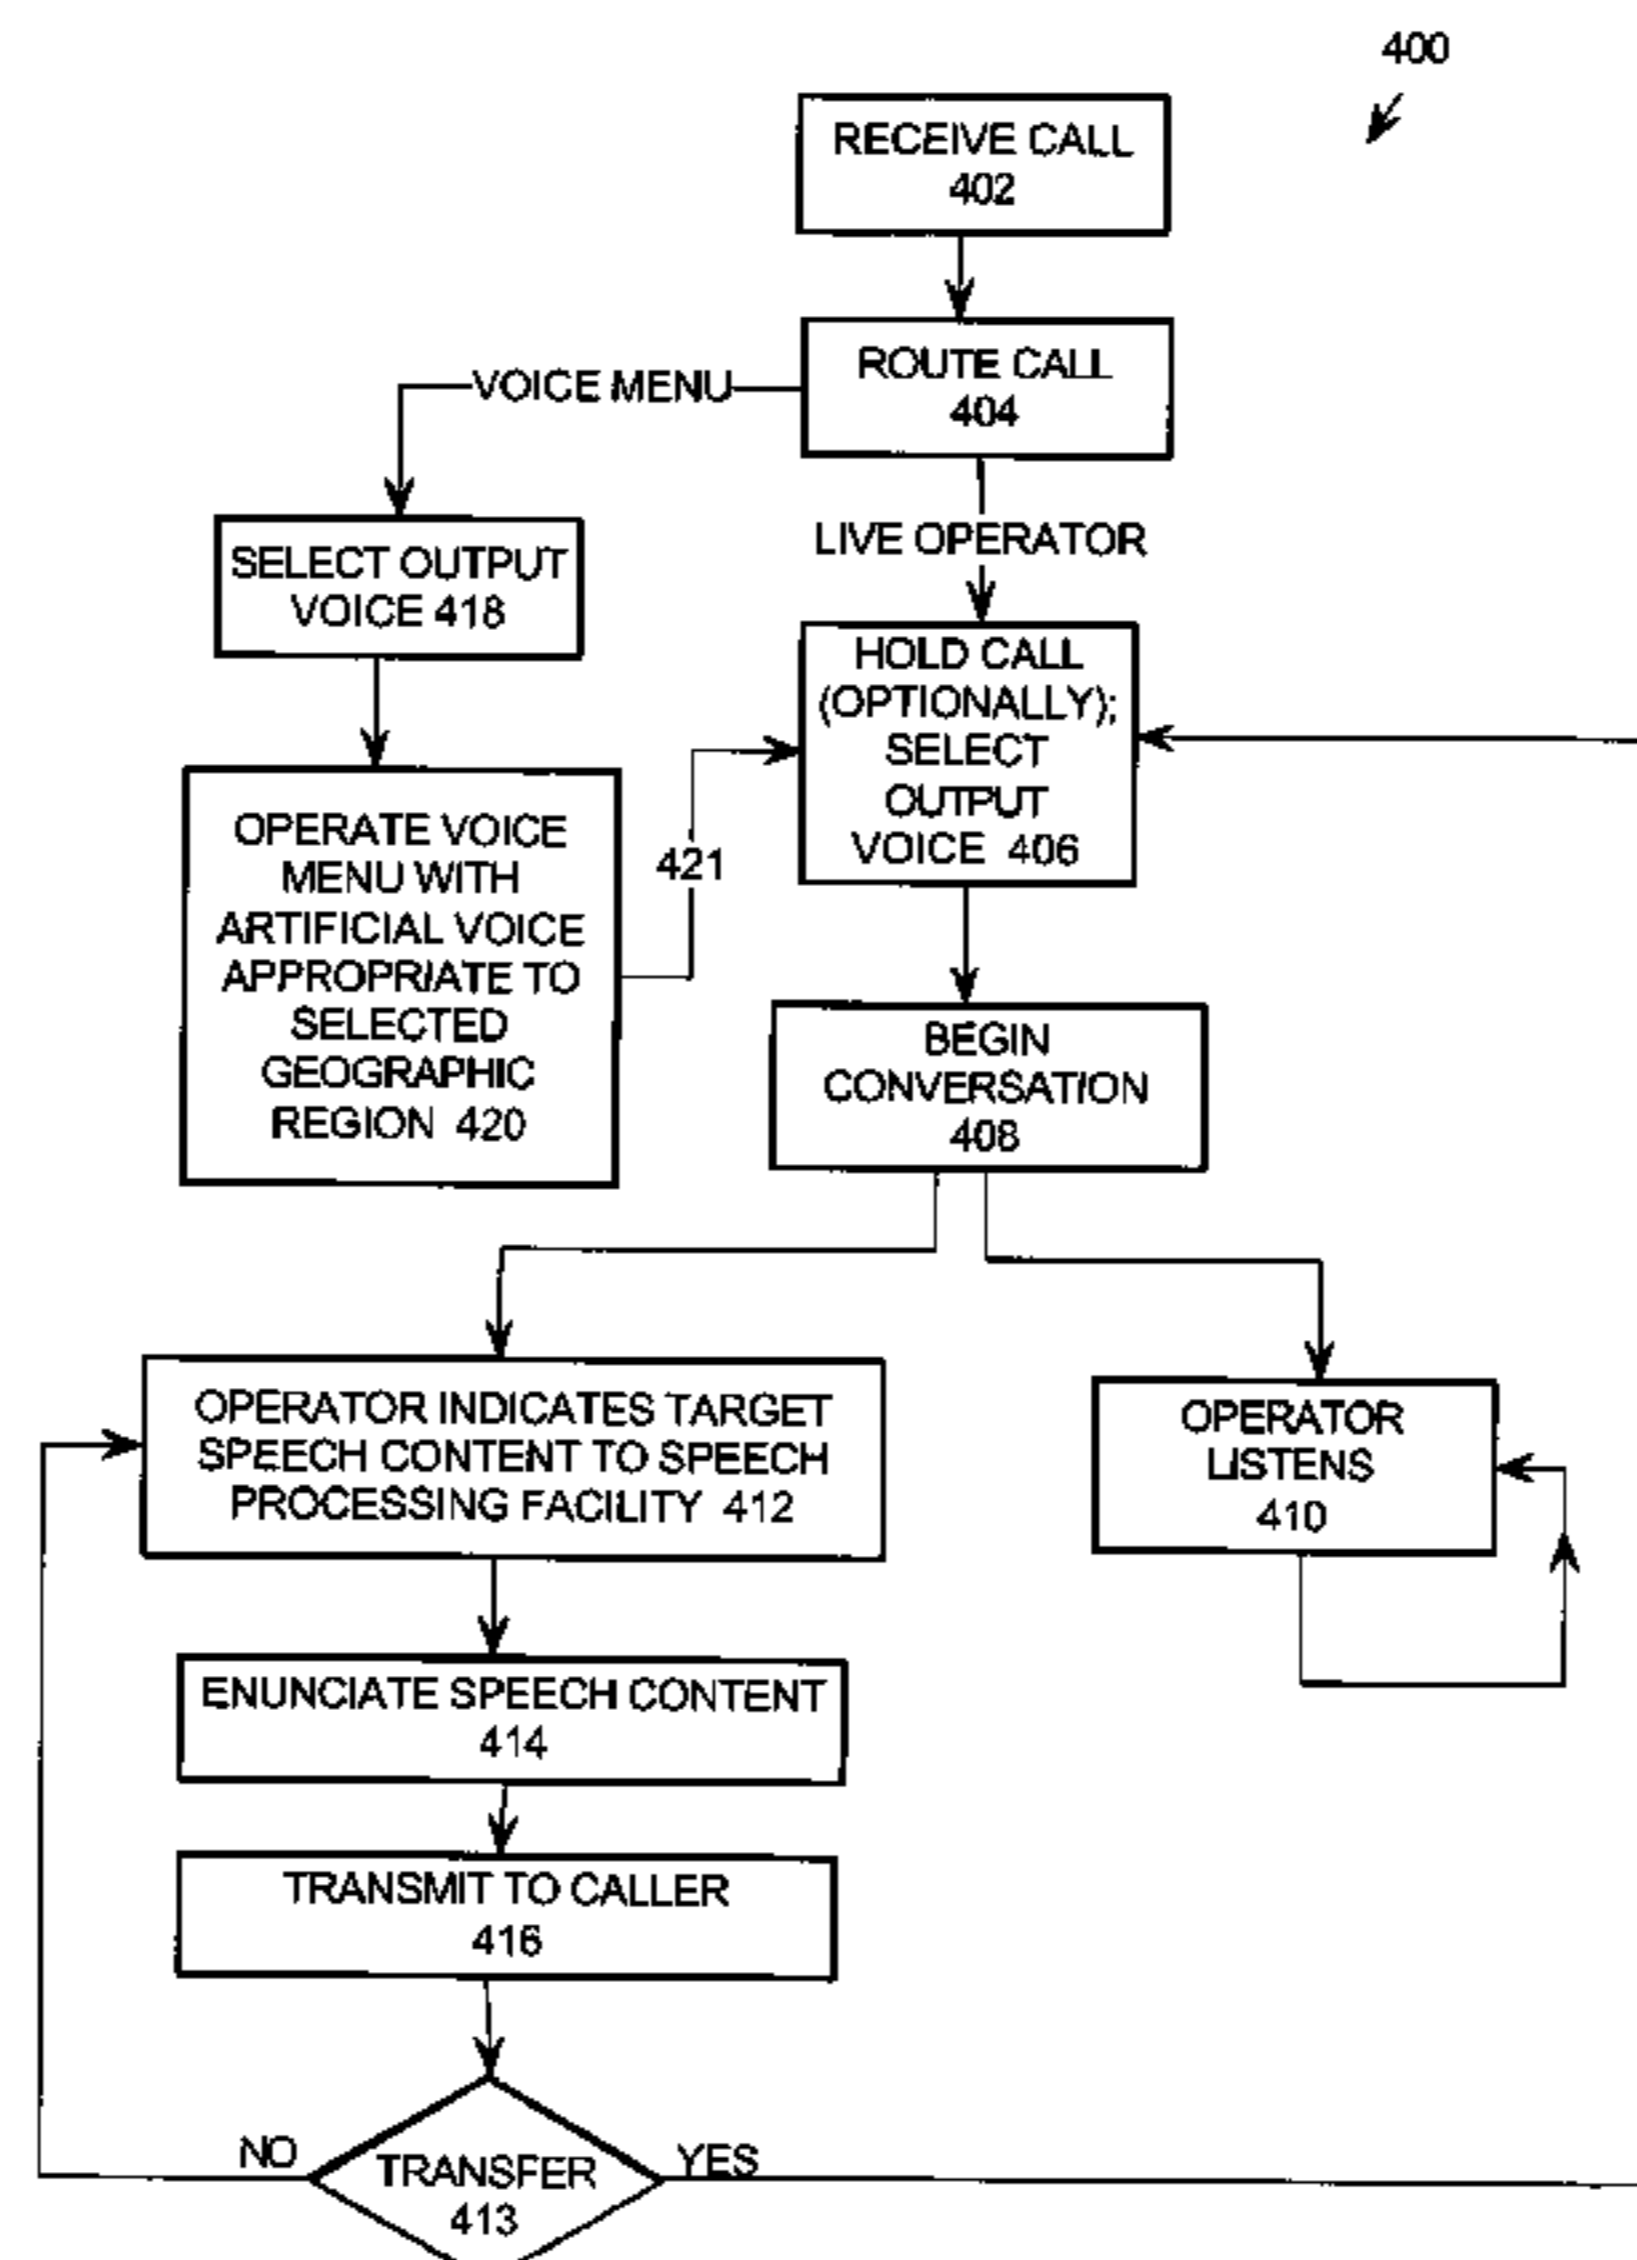 400
RECEIVE CALL
402
ROUTE CALL
404
VOICE MENU
LIVE OPERATOR
SELECT OUTPUT
VOICE 418
HOLD CALL
(OPTIONALLY);
SELECT
OUTPUT
VOICE 406
OPERATE VOICE
MENU WITH
ARTIFICIAL VOICE
APPROPRIATE TO
SELECTED
GEOGRAPHIC
REGION 420
421
BEGIN
CONVERSATION
408
OPERATOR INDICATES TARGET
SPEECH CONTENT TO SPEECH
PROCESSING FACILITY 412
OPERATOR
LISTENS
410
ENUNCIATE SPEECH CONTENT
414
TRANSMIT TO CALLER
416
NO
TRANSFER
413
YES